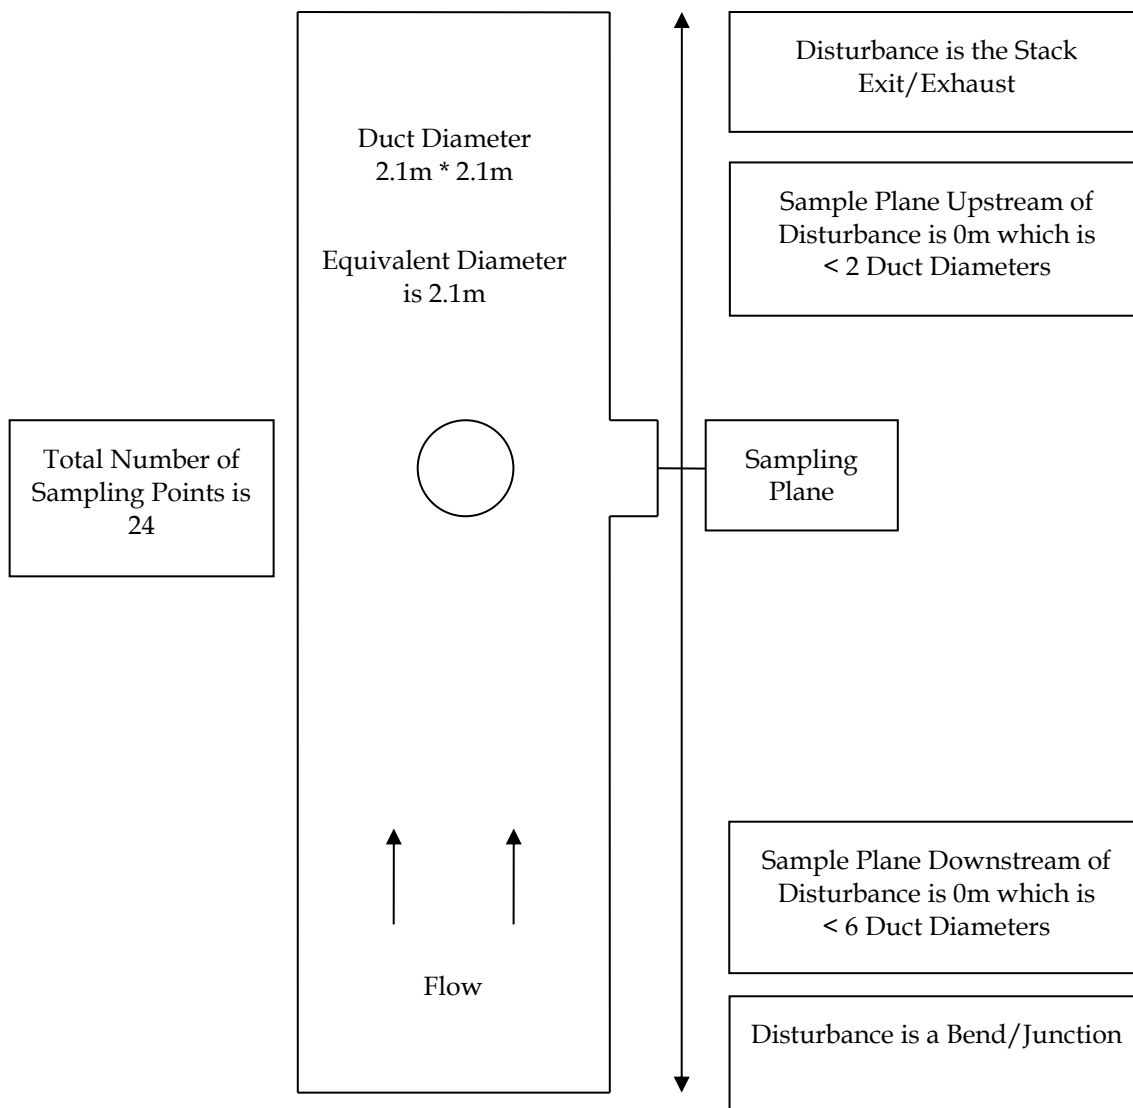 Disturbance is the Stack
Exit/Exhaust
Duct Diameter
2.1m * 2.1m
Sample Plane Upstream of
Disturbance is 0m which is
< 2 Duct Diameters
Equivalent Diameter
is 2.1m
Total Number of
Sampling Points is
24
Sampling
Plane
Sample Plane Downstream of
Disturbance is 0m which is
< 6 Duct Diameters
Flow
Disturbance is a Bend/Junction